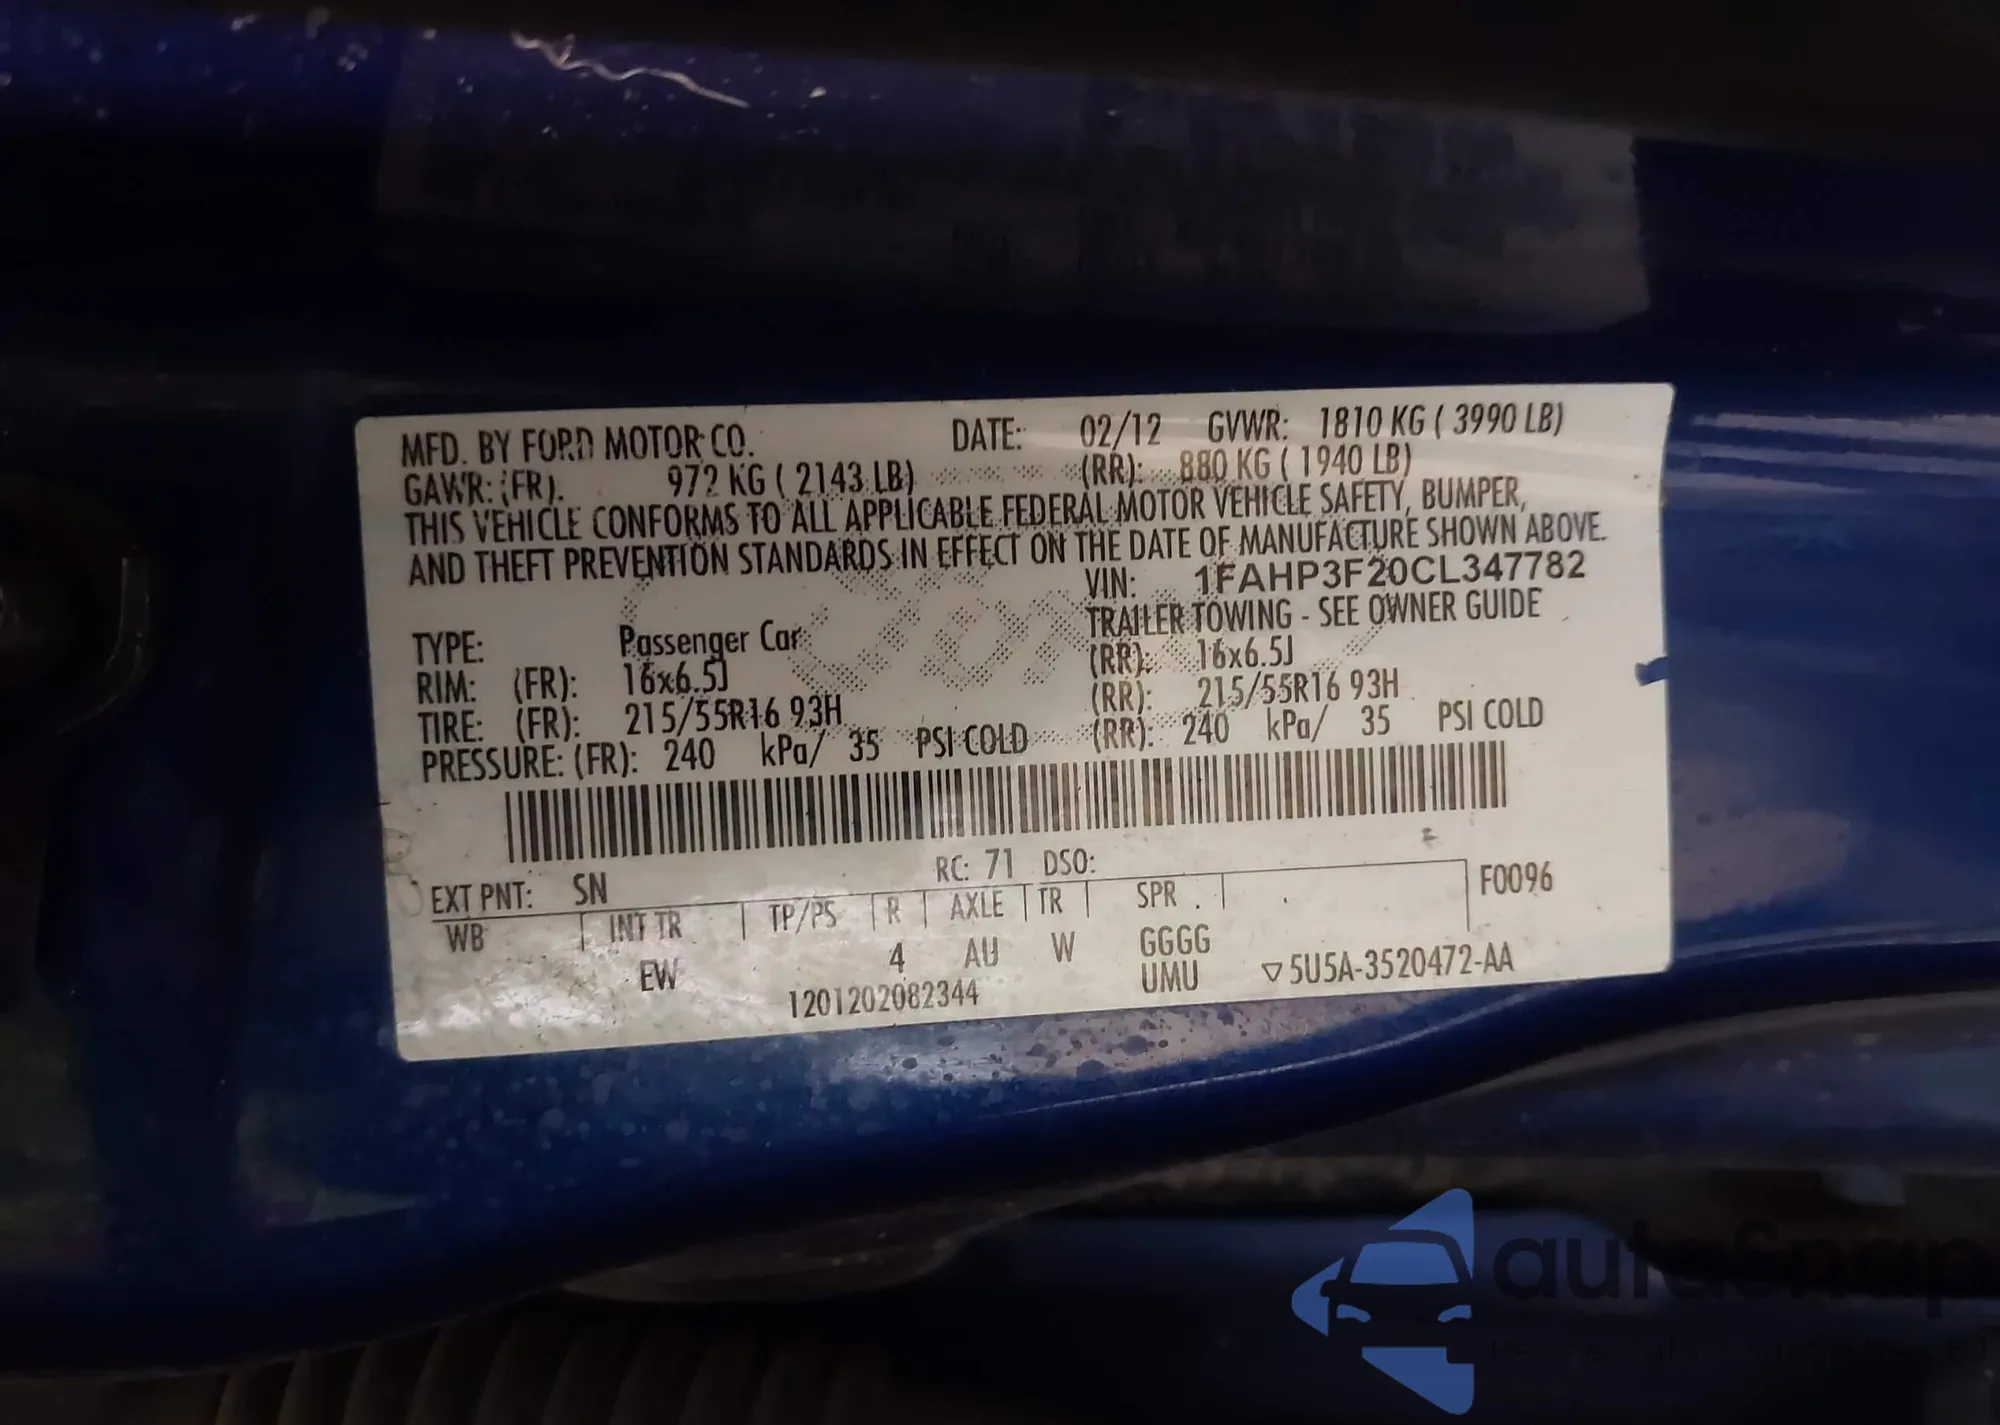 MFD. BY FORD MOTOR CO. DATE: 02/12 GVWR: 1810 KG ( 3990 LB)
GAWR: (FR). 972 KG ( 2143 LB) (RR): 880 KG ( 1940 LB)
THIS VEHICLE CONFORMS TO ALL APPLICABLE FEDERAL MOTOR VEHICLE SAFETY, BUMPER,
AND THEFT PREVENTION STANDARDS IN EFFECT ON THE DATE OF MANUFACTURE SHOWN ABOVE.
VIN: 1FAHP3F20CL347782
TRAILER TOWING - SEE OWNER GUIDE
TYPE: Passenger Car
RIM: (FR): 16x6.5J (RR): 16x6.5J
TIRE: (FR): 215/55R16 93H (RR): 215/55R16 93H
PRESSURE: (FR): 240 kPa/ 35 PSI COLD (RR): 240 kPa/ 35 PSI COLD
EXT PNT: SN RC: 71 DSO: F0096
WB INT TR TP/PS R AXLE TR SPR
EW 4 AU W GGGG
1201202082344 UMU ▽5U5A-3520472-AA
autosnap